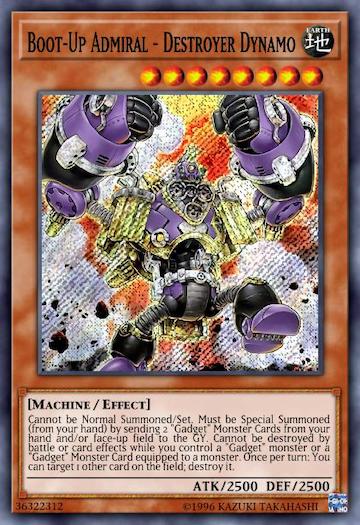 Boot-Up Admiral - Destroyer Dynamo
EARTH
地
[Machine / Effect]
Cannot be Normal Summoned/Set. Must be Special Summoned
(from your hand) by sending 2 "Gadget" Monster Cards from your
hand and/or face-up field to the GY. Cannot be destroyed by
battle or card effects while you control a "Gadget" monster or a
"Gadget" Monster Card equipped to a monster. Once per turn: You
can target 1 other card on the field; destroy it.
ATK/2500 DEF/2500
36322312
©1996 KAZUKI TAKAHASHI